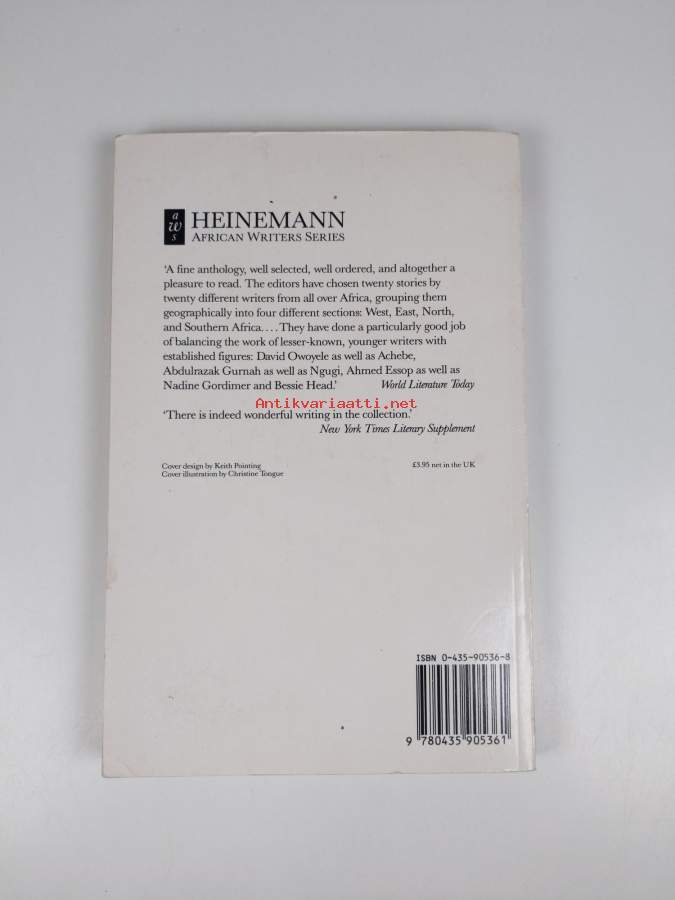 a
w
s
HEINEMANN
AFRICAN WRITERS SERIES
'A fine anthology, well selected, well ordered, and altogether a
pleasure to read. The editors have chosen twenty stories by
twenty different writers from all over Africa, grouping them
geographically into four different sections: West, East, North,
and Southern Africa.... They have done a particularly good job
of balancing the work of lesser-known, younger writers with
established figures: David Owoyele as well as Achebe,
Abdulrazak Gurnah as well as Ngugi, Ahmed Essop as well as
Nadine Gordimer and Bessie Head.' World Literature Today
Antikvariaatti.net
'There is indeed wonderful writing in the collection.'
New York Times Literary Supplement
Cover design by Keith Pointing £3.95 net in the UK
Cover illustration by Christine Tongue
ISBN 0-435-90536-8
9 780435 905361